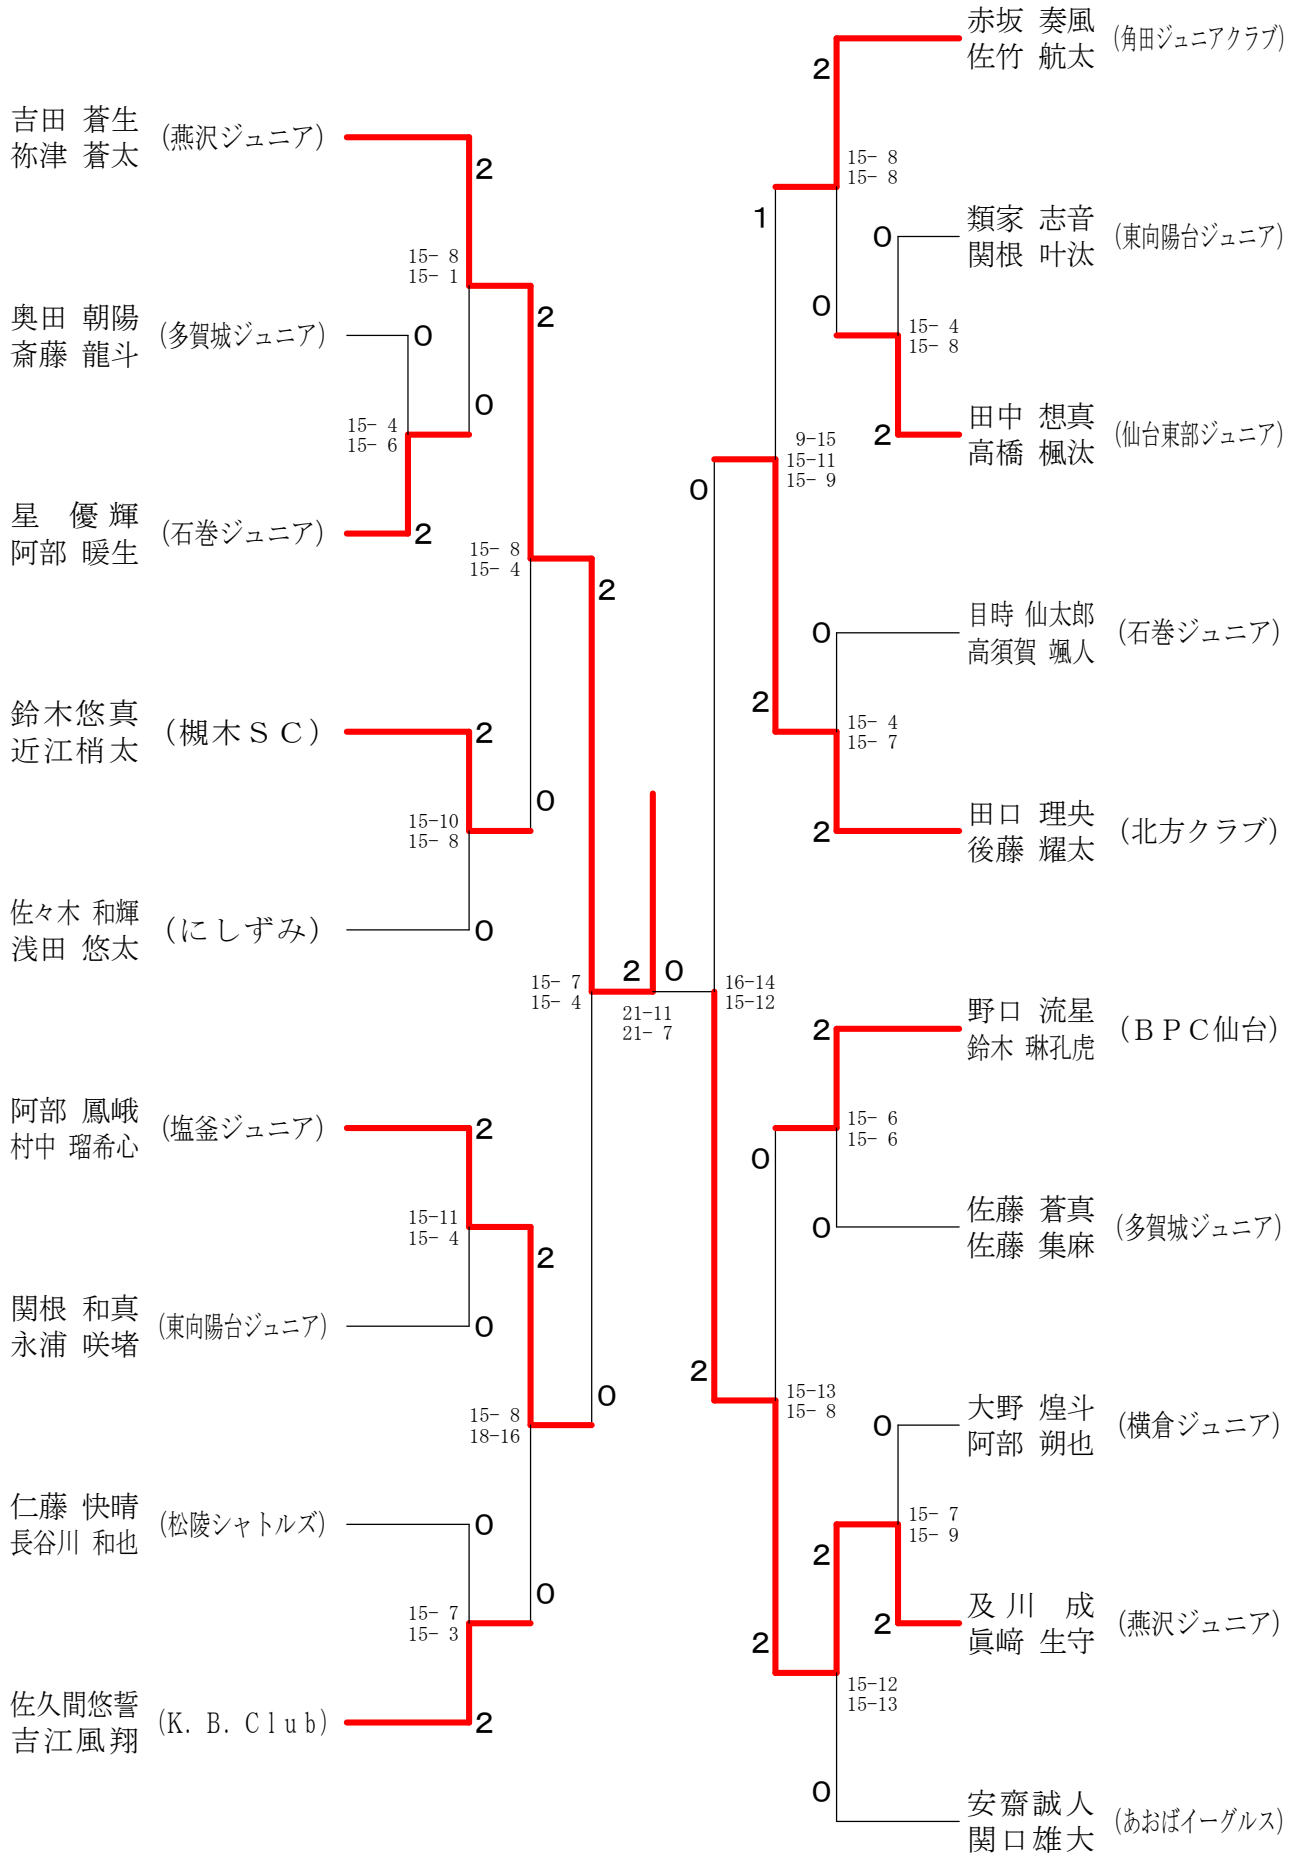 吉田 蒼生
祢津 蒼太
(燕沢ジュニア)
2
15- 8
15- 1
2
奥田 朝陽
斎藤 龍斗
(多賀城ジュニア)
0
0
15- 4
15- 6
星 優輝
阿部 暖生
(石巻ジュニア)
2
15- 8
15- 4
2
鈴木悠真
近江梢太
(槻木SC)
2
15-10
15- 8
0
佐々木 和輝
浅田 悠太
(にしずみ)
0
15- 7
15- 4
2
0
21-11
21- 7
阿部 鳳峨
村中 瑠希心
(塩釜ジュニア)
2
15-11
15- 4
2
関根 和真
永浦 咲堵
(東向陽台ジュニア)
0
15- 8
18-16
0
仁藤 快晴
長谷川 和也
(松陵シャトルズ)
0
15- 7
15- 3
0
佐久間悠誓
吉江風翔
(K. B. Club)
2
赤坂 奏風
佐竹 航太
(角田ジュニアクラブ)
2
15- 8
15- 8
1
類家 志音
関根 叶汰
(東向陽台ジュニア)
0
0
15- 4
15- 8
田中 想真
高橋 楓汰
(仙台東部ジュニア)
2
9-15
15-11
15- 9
0
目時 仙太郎
高須賀 颯人
(石巻ジュニア)
0
2
15- 4
15- 7
田口 理央
後藤 耀太
(北方クラブ)
2
16-14
15-12
野口 流星
鈴木 琳孔虎
(BPC仙台)
2
15- 6
15- 6
0
佐藤 蒼真
佐藤 集麻
(多賀城ジュニア)
0
2
15-13
15- 8
大野 煌斗
阿部 朔也
(横倉ジュニア)
0
15- 7
15- 9
2
及川 成
眞﨑 生守
(燕沢ジュニア)
2
2
15-12
15-13
安齋誠人
関口雄大
(あおばイーグルス)
0